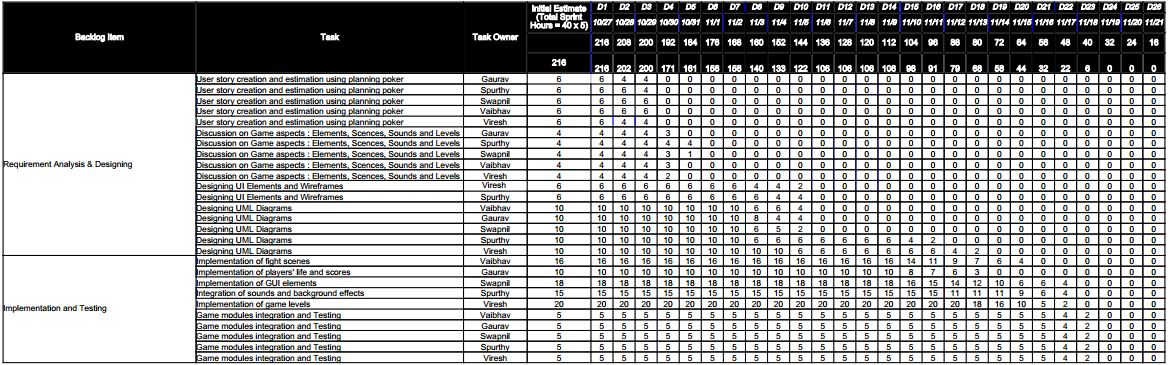 Backlog Item Task Task Owner Initial Estimate (Total Sprint Hours = 40 x 5) D1 D2 D3 D4 D5 D6 D7 D8 D9 D10 D11 D12 D13 D14 D15 D16 D17 D18 D19 D20 D21 D22 D23 D24 D25 D26
10/27 10/28 10/29 10/30 10/31 11/1 11/2 11/3 11/4 11/5 11/6 11/7 11/8 11/9 11/10 11/11 11/12 11/13 11/14 11/15 11/16 11/17 11/18 11/19 11/20 11/21
216 208 200 192 184 176 168 160 152 144 136 128 120 112 104 96 88 80 72 64 56 48 40 32 24 16
216 216 202 200 171 161 156 156 140 133 122 106 106 106 106 98 91 79 68 58 44 32 22 6 0 0 0
Requirement Analysis & Designing
User story creation and estimation using planning poker Gaurav 6 6 4 4 0 0 0 0 0 0 0 0 0 0 0 0 0 0 0 0 0 0 0 0 0 0 0
User story creation and estimation using planning poker Spurthy 6 6 6 4 0 0 0 0 0 0 0 0 0 0 0 0 0 0 0 0 0 0 0 0 0 0 0
User story creation and estimation using planning poker Swapnil 6 6 6 4 0 0 0 0 0 0 0 0 0 0 0 0 0 0 0 0 0 0 0 0 0 0 0
User story creation and estimation using planning poker Vaibhav 6 6 6 6 0 0 0 0 0 0 0 0 0 0 0 0 0 0 0 0 0 0 0 0 0 0 0
User story creation and estimation using planning poker Viresh 6 6 4 4 0 0 0 0 0 0 0 0 0 0 0 0 0 0 0 0 0 0 0 0 0 0 0
Discussion on Game aspects : Elements, Scences, Sounds and Levels Gaurav 4 4 4 4 3 0 0 0 0 0 0 0 0 0 0 0 0 0 0 0 0 0 0 0 0 0 0
Discussion on Game aspects : Elements, Scences, Sounds and Levels Spurthy 4 4 4 4 4 4 0 0 0 0 0 0 0 0 0 0 0 0 0 0 0 0 0 0 0 0 0
Discussion on Game aspects : Elements, Scences, Sounds and Levels Swapnil 4 4 4 4 3 1 0 0 0 0 0 0 0 0 0 0 0 0 0 0 0 0 0 0 0 0 0
Discussion on Game aspects : Elements, Scences, Sounds and Levels Vaibhav 4 4 4 4 3 0 0 0 0 0 0 0 0 0 0 0 0 0 0 0 0 0 0 0 0 0 0
Discussion on Game aspects : Elements, Scences, Sounds and Levels Viresh 4 4 4 4 2 0 0 0 0 0 0 0 0 0 0 0 0 0 0 0 0 0 0 0 0 0 0
Designing UI Elements and Wireframes Viresh 6 6 6 6 6 6 6 6 4 4 2 0 0 0 0 0 0 0 0 0 0 0 0 0 0 0 0
Designing UI Elements and Wireframes Spurthy 6 6 6 6 6 6 6 6 6 4 4 0 0 0 0 0 0 0 0 0 0 0 0 0 0 0 0
Designing UML Diagrams Vaibhav 10 10 10 10 10 10 10 10 6 6 4 0 0 0 0 0 0 0 0 0 0 0 0 0 0 0 0
Designing UML Diagrams Gaurav 10 10 10 10 10 10 10 10 8 4 4 0 0 0 0 0 0 0 0 0 0 0 0 0 0 0 0
Designing UML Diagrams Swapnil 10 10 10 10 10 10 10 10 6 5 2 0 0 0 0 0 0 0 0 0 0 0 0 0 0 0 0
Designing UML Diagrams Spurthy 10 10 10 10 10 10 10 10 6 6 6 6 6 6 6 4 2 0 0 0 0 0 0 0 0 0 0
Designing UML Diagrams Viresh 10 10 10 10 10 10 10 10 10 10 6 6 6 6 6 6 6 4 2 0 0 0 0 0 0 0 0
Implementation and Testing
Implementation of fight scenes Vaibhav 16 16 16 16 16 16 16 16 16 16 16 16 16 16 16 14 11 9 7 6 4 0 0 0 0 0 0
Implementation of players' life and scores Gaurav 10 10 10 10 10 10 10 10 10 10 10 10 10 10 10 8 7 6 3 0 0 0 0 0 0 0 0
Implementation of GUI elements Swapnil 18 18 18 18 18 18 18 18 18 18 18 18 18 18 18 16 15 14 12 10 6 6 4 0 0 0 0
Integration of sounds and background effects Spurthy 15 15 15 15 15 15 15 15 15 15 15 15 15 15 15 15 15 11 11 11 9 6 4 0 0 0 0
Implementation of game levels Viresh 20 20 20 20 20 20 20 20 20 20 20 20 20 20 20 20 20 20 18 16 10 5 2 0 0 0 0
Game modules integration and Testing Vaibhav 5 5 5 5 5 5 5 5 5 5 5 5 5 5 5 5 5 5 5 5 5 5 4 2 0 0 0
Game modules integration and Testing Gaurav 5 5 5 5 5 5 5 5 5 5 5 5 5 5 5 5 5 5 5 5 5 5 4 2 0 0 0
Game modules integration and Testing Swapnil 5 5 5 5 5 5 5 5 5 5 5 5 5 5 5 5 5 5 5 5 5 5 4 2 0 0 0
Game modules integration and Testing Spurthy 5 5 5 5 5 5 5 5 5 5 5 5 5 5 5 5 5 5 5 5 5 5 4 2 0 0 0
Game modules integration and Testing Viresh 5 5 5 5 5 5 5 5 5 5 5 5 5 5 5 5 5 5 5 5 5 5 4 2 0 0 0